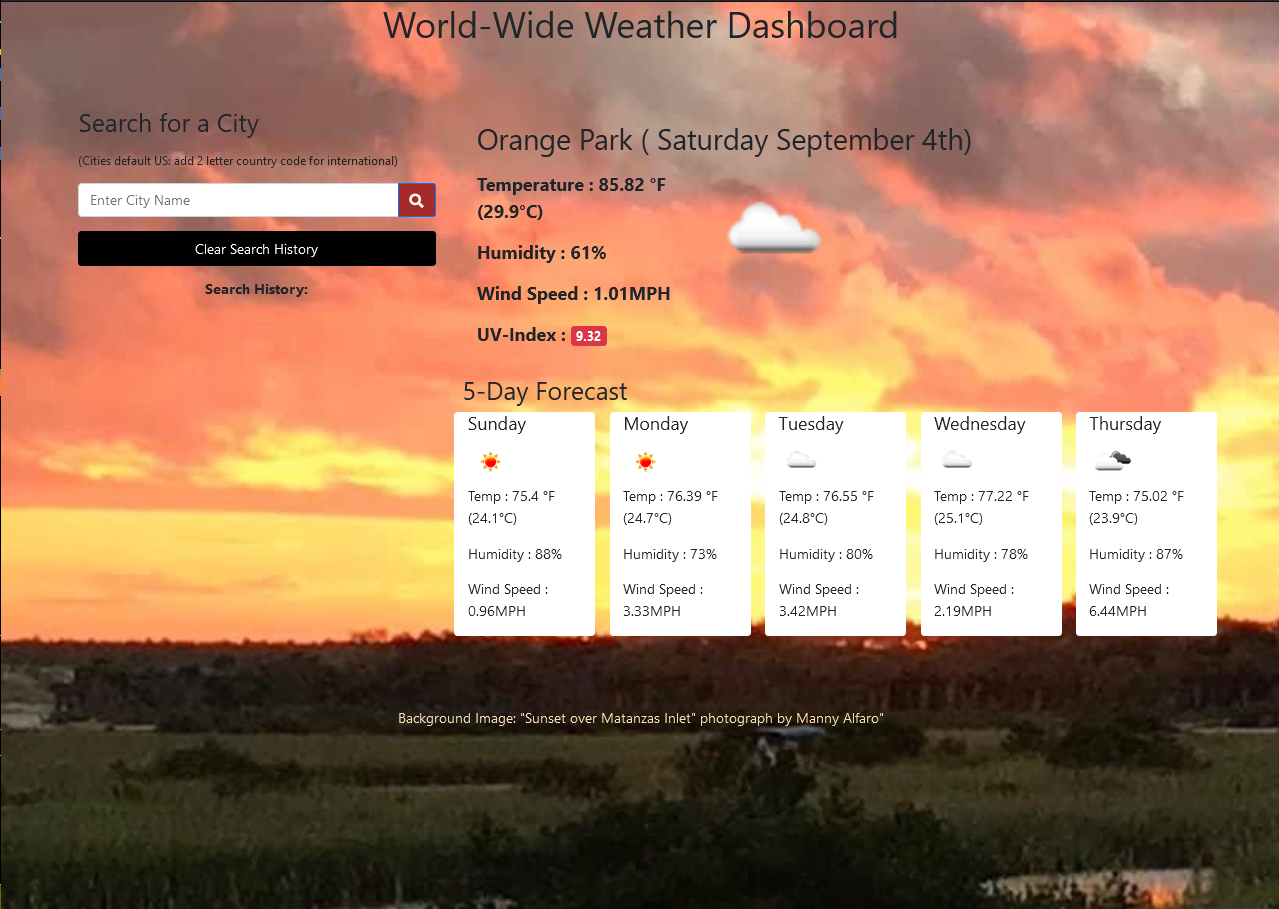 World-Wide Weather Dashboard
Search for a City
(Cities default US: add 2 letter country code for international)
Enter City Name
Clear Search History
Search History:
Orange Park ( Saturday September 4th)
Temperature : 85.82 °F
(29.9°C)
Humidity : 61%
Wind Speed : 1.01MPH
UV-Index : 9.32
5-Day Forecast
Sunday
Temp : 75.4 °F
(24.1°C)
Humidity : 88%
Wind Speed :
0.96MPH
Monday
Temp : 76.39 °F
(24.7°C)
Humidity : 73%
Wind Speed :
3.33MPH
Tuesday
Temp : 76.55 °F
(24.8°C)
Humidity : 80%
Wind Speed :
3.42MPH
Wednesday
Temp : 77.22 °F
(25.1°C)
Humidity : 78%
Wind Speed :
2.19MPH
Thursday
Temp : 75.02 °F
(23.9°C)
Humidity : 87%
Wind Speed :
6.44MPH
Background Image: "Sunset over Matanzas Inlet" photograph by Manny Alfaro"